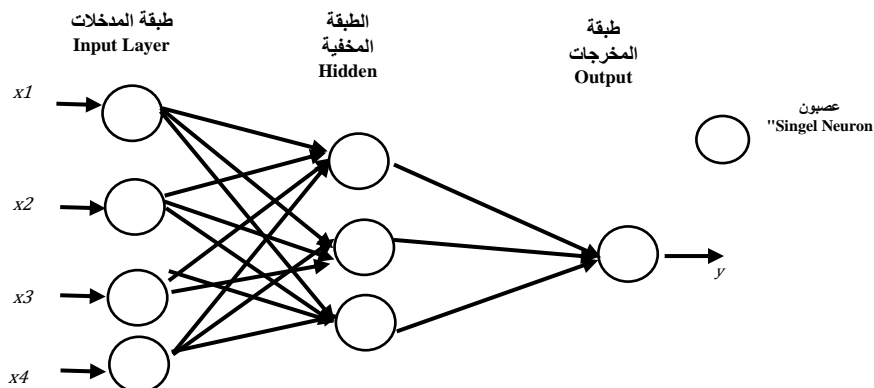 طبقة المدخلات
Input Layer
الطبقة
المخفية
Hidden
طبقة
المخرجات
Output
عصبون
"Singel Neuron
x1
x2
x3
x4
y